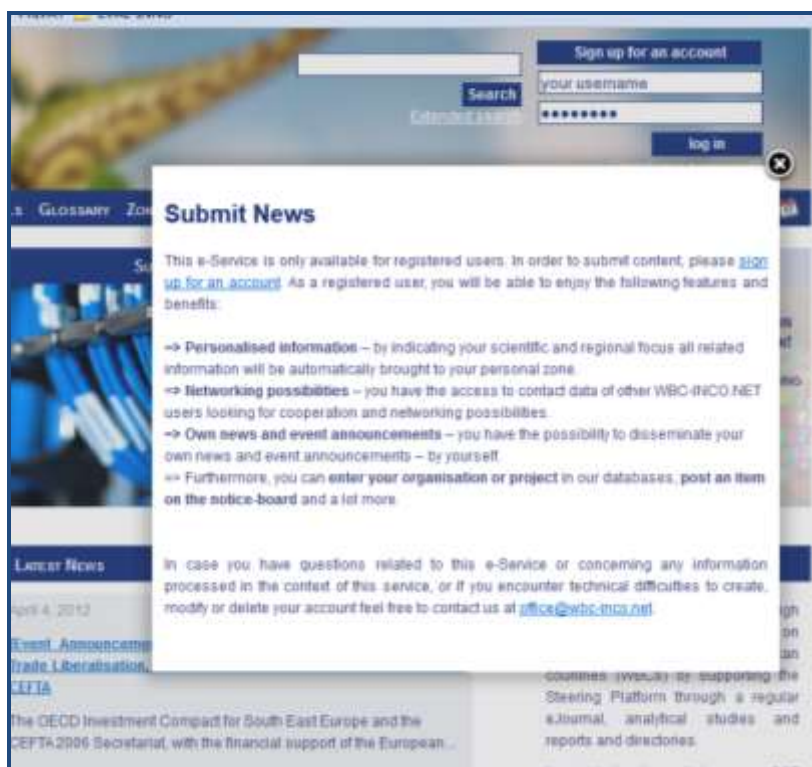 Sign up for an account
your username
Search
Extended search
log in
GLOSSARY
Submit News
This e-Service is only available for registered users. In order to submit content, please sign
up for an account. As a registered user, you will be able to enjoy the following features and
benefits:
=> Personalised information – by indicating your scientific and regional focus all related
information will be automatically brought to your personal zone.
=> Networking possibilities – you have the access to contact data of other WBC-INCO.NET
users looking for cooperation and networking possibilities.
=> Own news and event announcements – you have the possibility to disseminate your
own news and event announcements – by yourself.
=> Furthermore, you can enter your organisation or project in our databases, post an item
on the notice-board and a lot more.
In case you have questions related to this e-Service or concerning any information
processed in the context of this service, or if you encounter technical difficulties to create,
modify or delete your account feel free to contact us at office@wbc-inco.net.
LATEST NEWS
April 4, 2012
Trade Liberalisation,
CEFTA
The OECD Investment Compact for South East Europe and the
CEFTA 2006 Secretariat, with the financial support of the European...
countries (WBCs) by supporting the
Steering Platform through a regular
eJournal, analytical studies and
reports and directories.